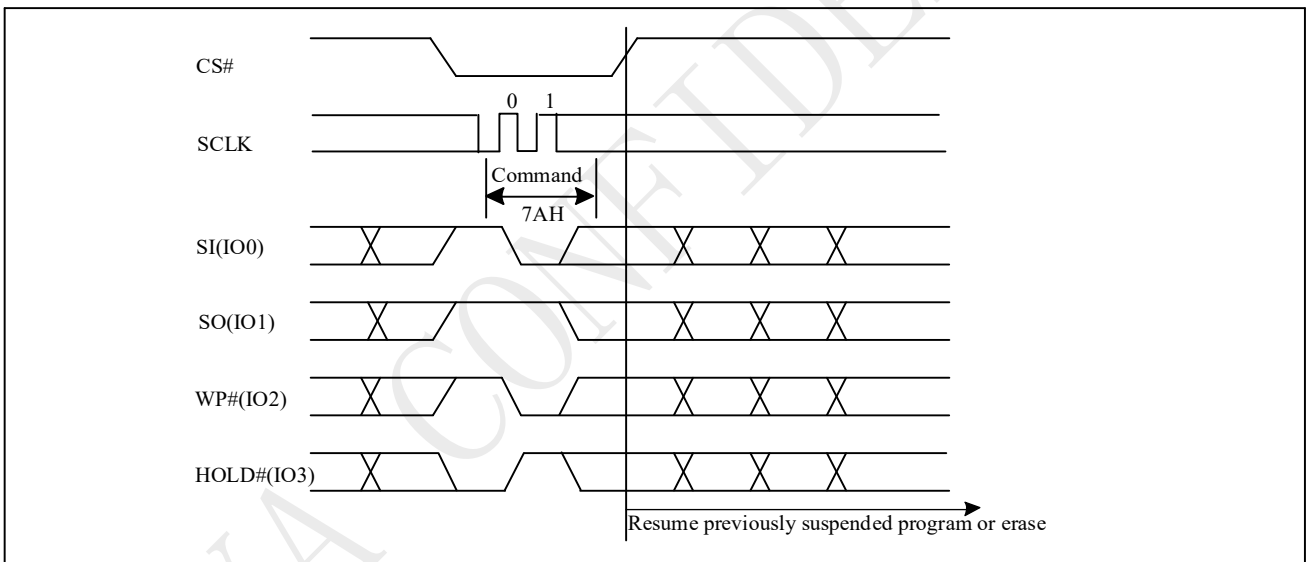 CS#
0 1
SCLK
Command
7AH
SI(IO0)
SO(IO1)
WP#(IO2)
HOLD#(IO3)
Resume previously suspended program or erase